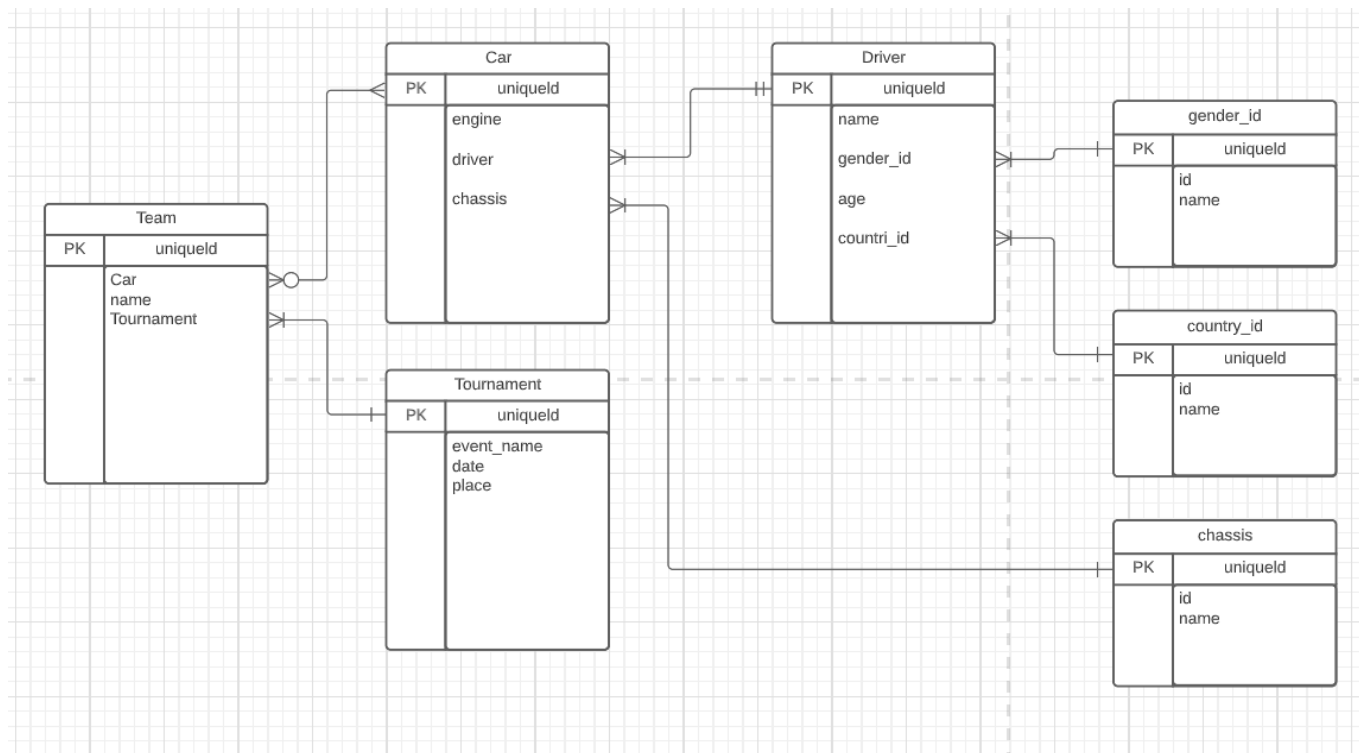 Car
PK uniqueId
engine
driver
chassis
Driver
PK uniqueId
name
gender_id
age
countri_id
gender_id
PK uniqueId
id
name
Team
PK uniqueId
Car
name
Tournament
country_id
PK uniqueId
id
name
Tournament
PK uniqueId
event_name
date
place
chassis
PK uniqueId
id
name